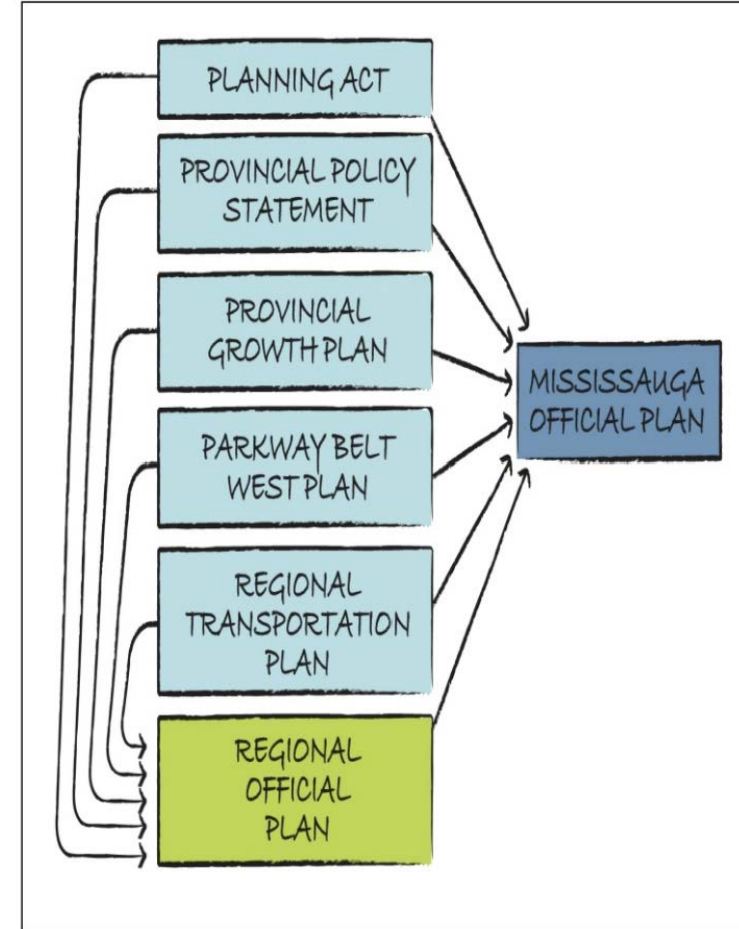 PLANNING ACT
PROVINCIAL POLICY
STATEMENT
PROVINCIAL
GROWTH PLAN
PARKWAY BELT
WEST PLAN
REGIONAL
TRANSPORTATION
PLAN
REGIONAL
OFFICIAL
PLAN
MISSISSAUGA
OFFICIAL PLAN